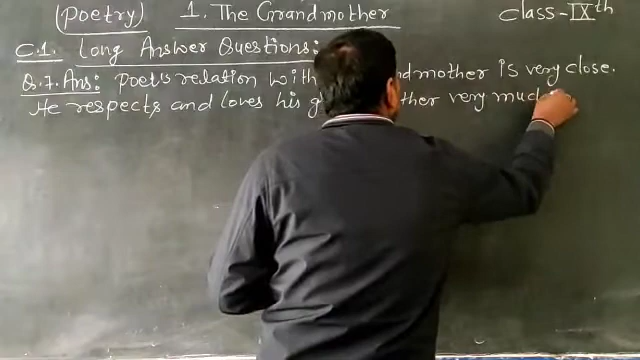 (Poetry) 1. The Grandmother Class-IXth
C.1. Long Answer Questions:
Q.7. Ans: Poet's relation with ndmother is very close.
He respects and loves his g ther very much